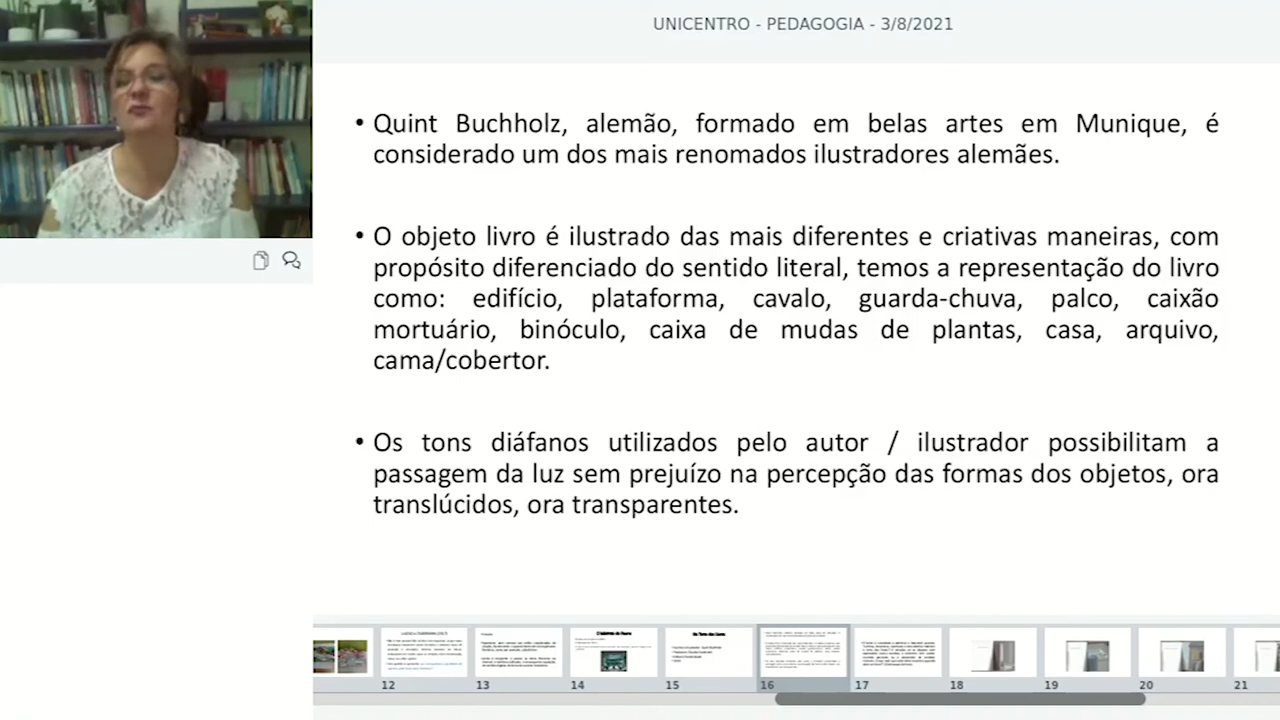 UNICENTRO - PEDAGOGIA - 3/8/2021
• Quint Buchholz, alemão, formado em belas artes em Munique, é
considerado um dos mais renomados ilustradores alemães.
• O objeto livro é ilustrado das mais diferentes e criativas maneiras, com
propósito diferenciado do sentido literal, temos a representação do livro
como: edifício, plataforma, cavalo, guarda-chuva, palco, caixão
mortuário, binóculo, caixa de mudas de plantas, casa, arquivo,
cama/cobertor.
• Os tons diáfanos utilizados pelo autor / ilustrador possibilitam a
passagem da luz sem prejuízo na percepção das formas dos objetos, ora
translúcidos, ora transparentes.
12 13 14 15 16 17 18 19 20 21